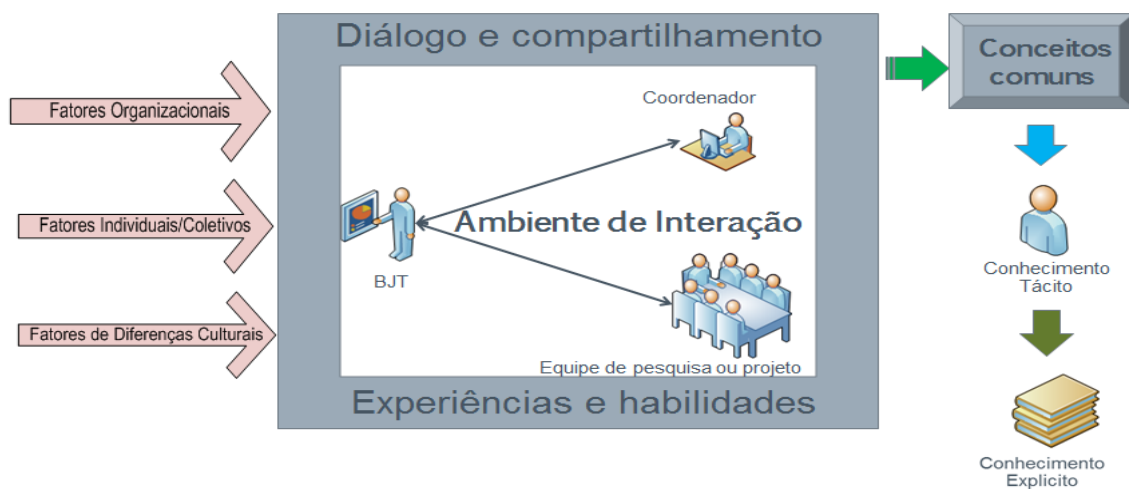 Fatores Organizacionais
Fatores Individuais/Coletivos
Fatores de Diferenças Culturais
Diálogo e compartilhamento
Coordenador
Ambiente de Interação
BJT
Equipe de pesquisa ou projeto
Experiências e habilidades
Conceitos
comuns
Conhecimento
Tácito
Conhecimento
Explicito